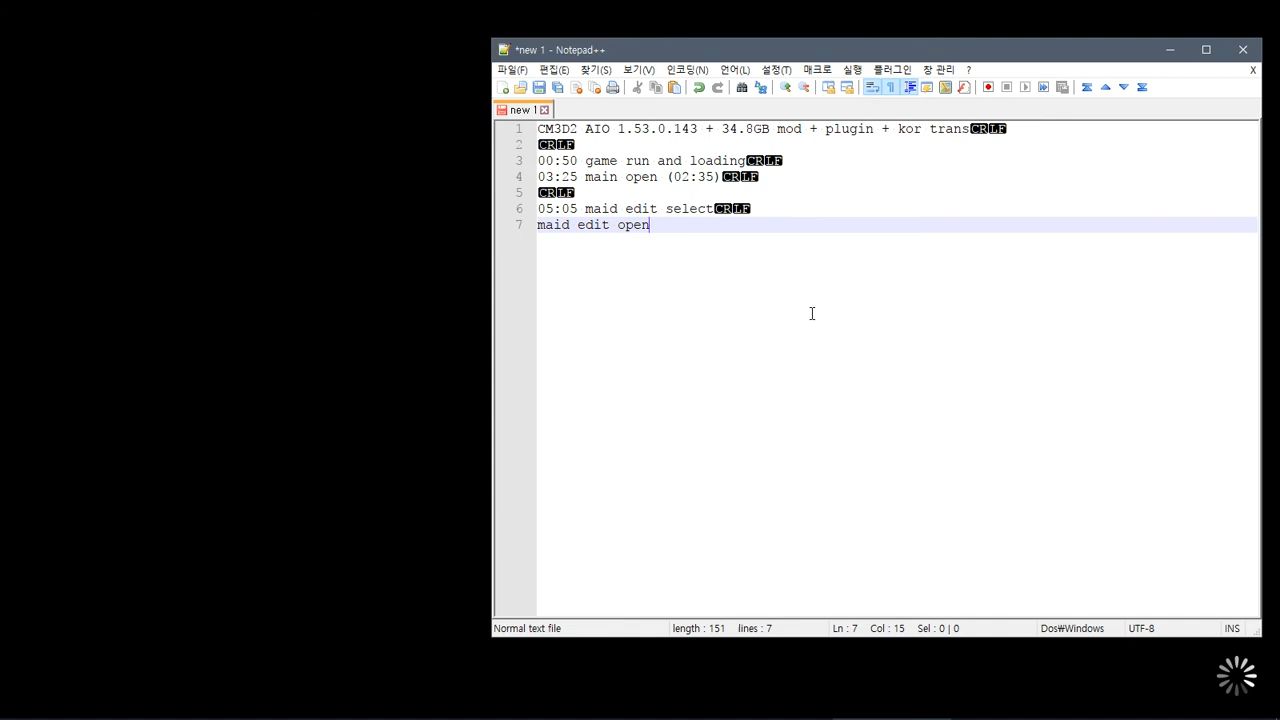 *new 1 - Notepad++
파일(F) 편집(E) 찾기(S) 보기(V) 인코딩(N) 언어(L) 설정(T) 매크로 실행 플러그인 창 관리 ? X
new 1
1 CM3D2 AIO 1.53.0.143 + 34.8GB mod + plugin + kor transCRLF
2 CRLF
3 00:50 game run and loadingCRLF
4 03:25 main open (02:35)CRLF
5 CRLF
6 05:05 maid edit selectCRLF
7 maid edit open
Normal text file length : 151 lines : 7 Ln : 7 Col : 15 Sel : 0 | 0 Dos₩Windows UTF-8 INS